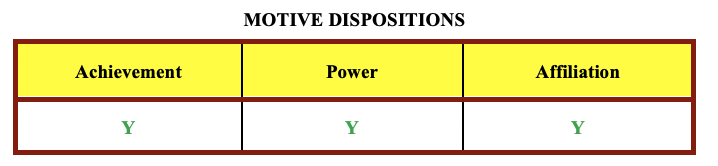 MOTIVE DISPOSITIONS
Achievement Power Affiliation
Y Y Y